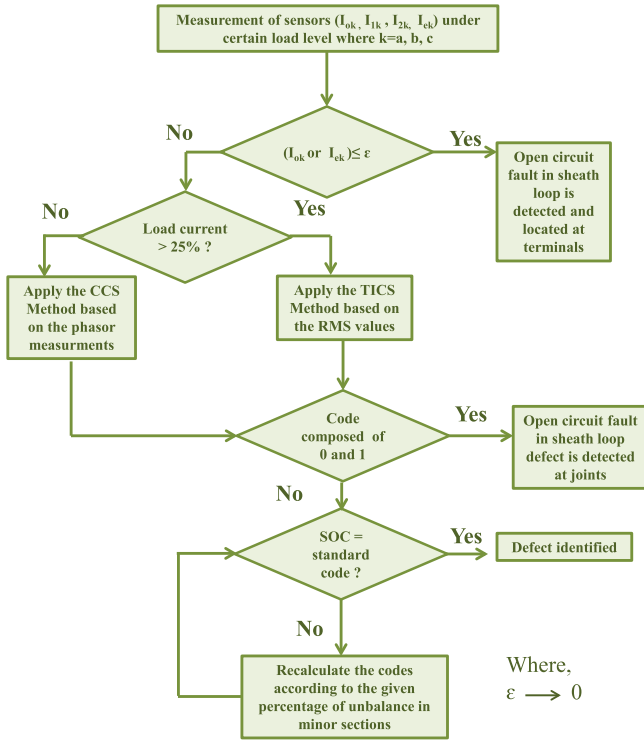 Measurement of sensors (Iok, I1k , I2k, Iek) under
certain load level where k=a, b, c
No
(Iok or Iek)≤ ε
Yes
Open circuit
fault in sheath
loop is
detected and
located at
terminals
No
Load current
> 25% ?
Yes
Apply the CCS
Method based
on the phasor
measurments
Apply the TICS
Method based on
the RMS values
Code
composed of
0 and 1
Yes
Open circuit fault
in sheath loop
defect is detected
at joints
No
SOC =
standard
code ?
Yes
Defect identified
No
Recalculate the codes
according to the given
percentage of unbalance in
minor sections
Where,
ε ⟶ 0